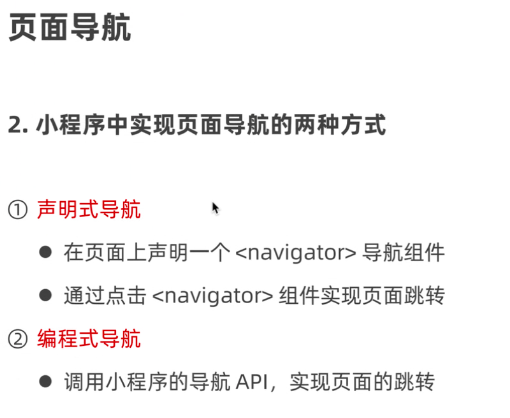 页面导航
2. 小程序中实现页面导航的两种方式
① 声明式导航
● 在页面上声明一个 <navigator> 导航组件
● 通过点击 <navigator> 组件实现页面跳转
② 编程式导航
● 调用小程序的导航 API，实现页面的跳转